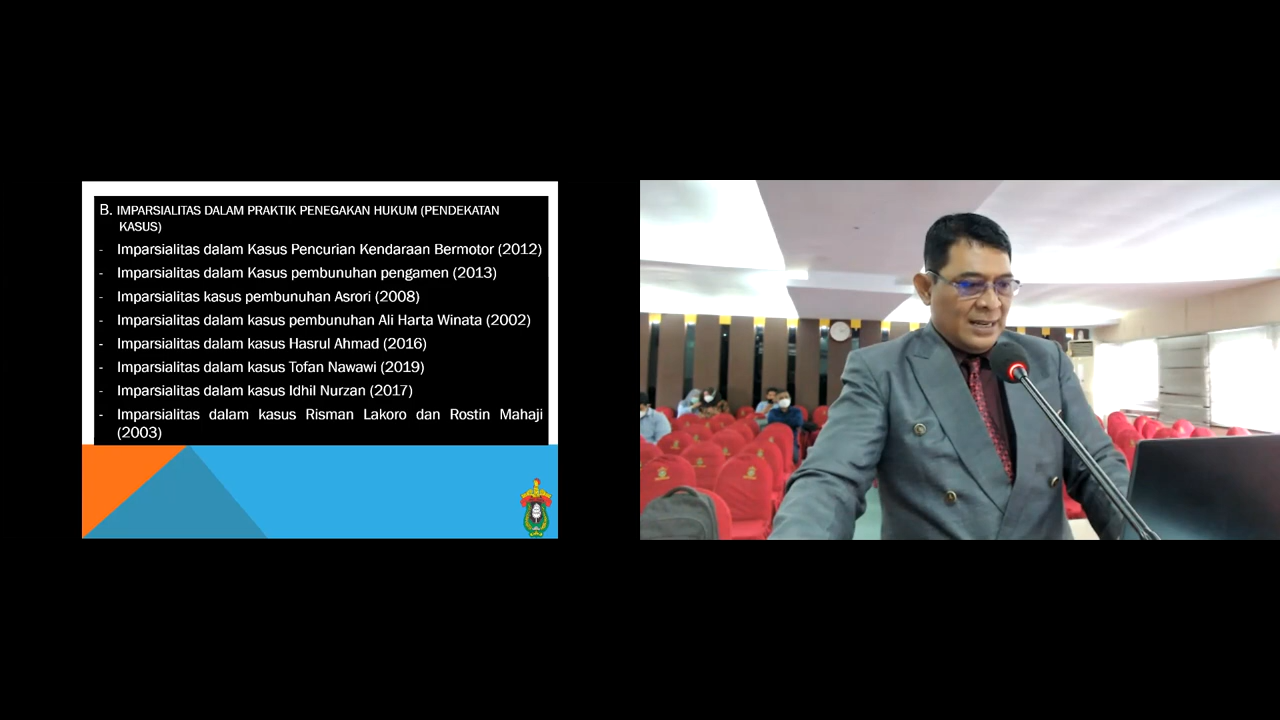 B. IMPARSIALITAS DALAM PRAKTIK PENEGAKAN HUKUM (PENDEKATAN
KASUS)
- Imparsialitas dalam Kasus Pencurian Kendaraan Bermotor (2012)
- Imparsialitas dalam Kasus pembunuhan pengamen (2013)
- Imparsialitas kasus pembunuhan Asrori (2008)
- Imparsialitas dalam kasus pembunuhan Ali Harta Winata (2002)
- Imparsialitas dalam kasus Hasrul Ahmad (2016)
- Imparsialitas dalam kasus Tofan Nawawi (2019)
- Imparsialitas dalam kasus Idhil Nurzan (2017)
- Imparsialitas dalam kasus Risman Lakoro dan Rostin Mahaji
(2003)